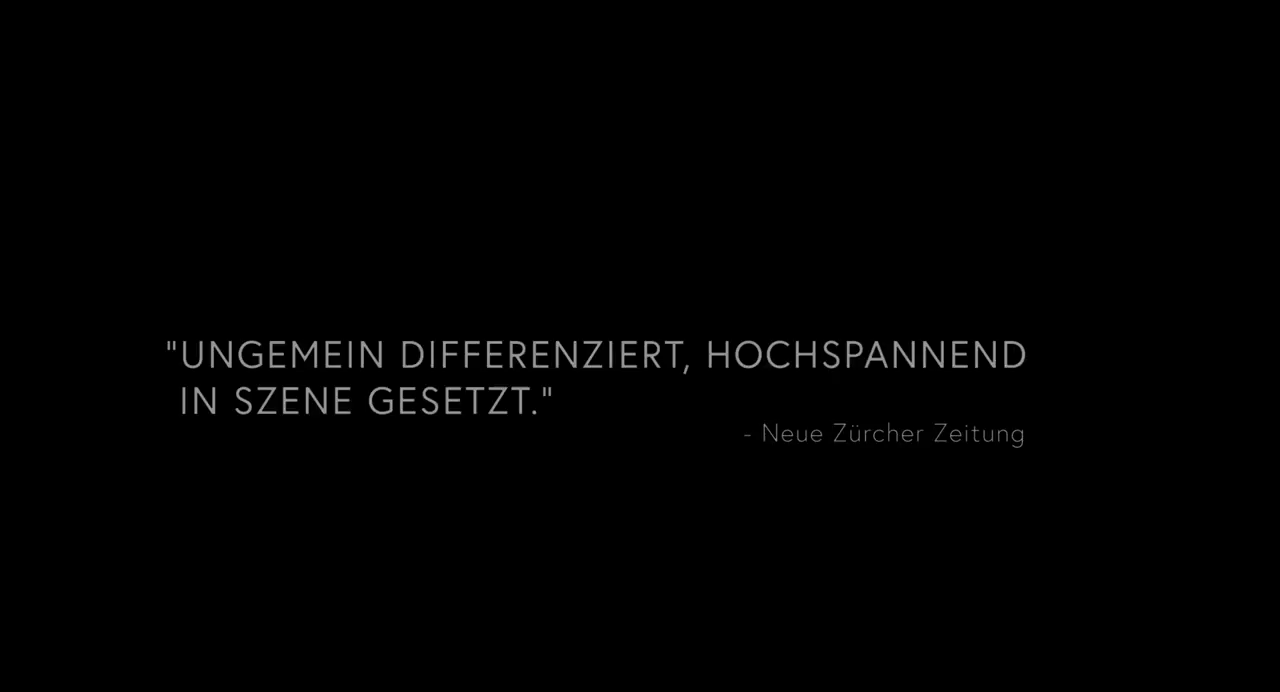 "UNGEMEIN DIFFERENZIERT, HOCHSPANNEND
IN SZENE GESETZT."
- Neue Zürcher Zeitung